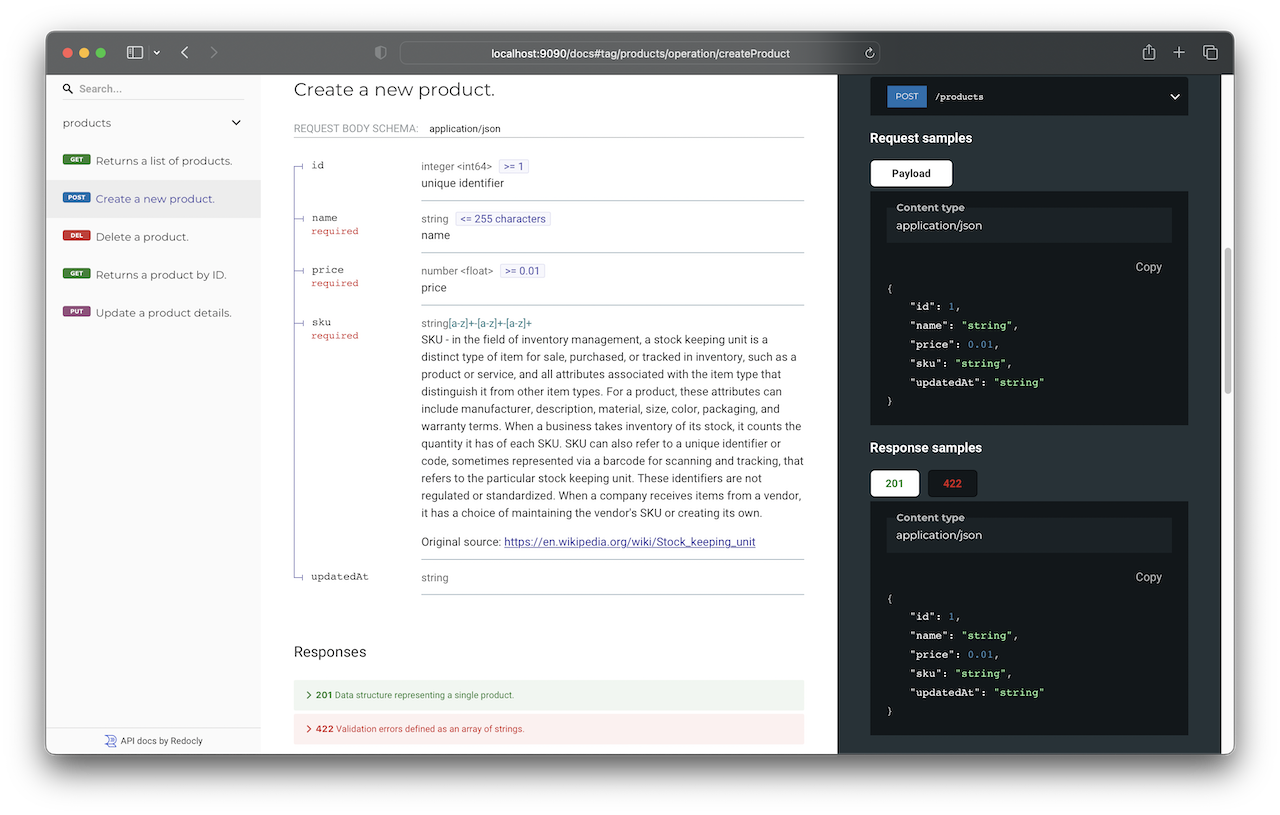 localhost:9090/docs#tag/products/operation/createProduct
Search...
products
GET Returns a list of products.
POST Create a new product.
DEL Delete a product.
GET Returns a product by ID.
PUT Update a product details.
API docs by Redocly
Create a new product.
REQUEST BODY SCHEMA: application/json
id
integer <int64> >= 1
unique identifier
name
required
string <= 255 characters
name
price
required
number <float> >= 0.01
price
sku
required
string[a-z]+-[a-z]+-[a-z]+
SKU - in the field of inventory management, a stock keeping unit is a
distinct type of item for sale, purchased, or tracked in inventory, such as a
product or service, and all attributes associated with the item type that
distinguish it from other item types. For a product, these attributes can
include manufacturer, description, material, size, color, packaging, and
warranty terms. When a business takes inventory of its stock, it counts the
quantity it has of each SKU. SKU can also refer to a unique identifier or
code, sometimes represented via a barcode for scanning and tracking, that
refers to the particular stock keeping unit. These identifiers are not
regulated or standardized. When a company receives items from a vendor,
it has a choice of maintaining the vendor's SKU or creating its own.
Original source: https://en.wikipedia.org/wiki/Stock_keeping_unit
updatedAt
string
Responses
201 Data structure representing a single product.
422 Validation errors defined as an array of strings.
POST /products
Request samples
Payload
Content type
application/json
Copy
{
"id": 1,
"name": "string",
"price": 0.01,
"sku": "string",
"updatedAt": "string"
}
Response samples
201 422
Content type
application/json
Copy
{
"id": 1,
"name": "string",
"price": 0.01,
"sku": "string",
"updatedAt": "string"
}